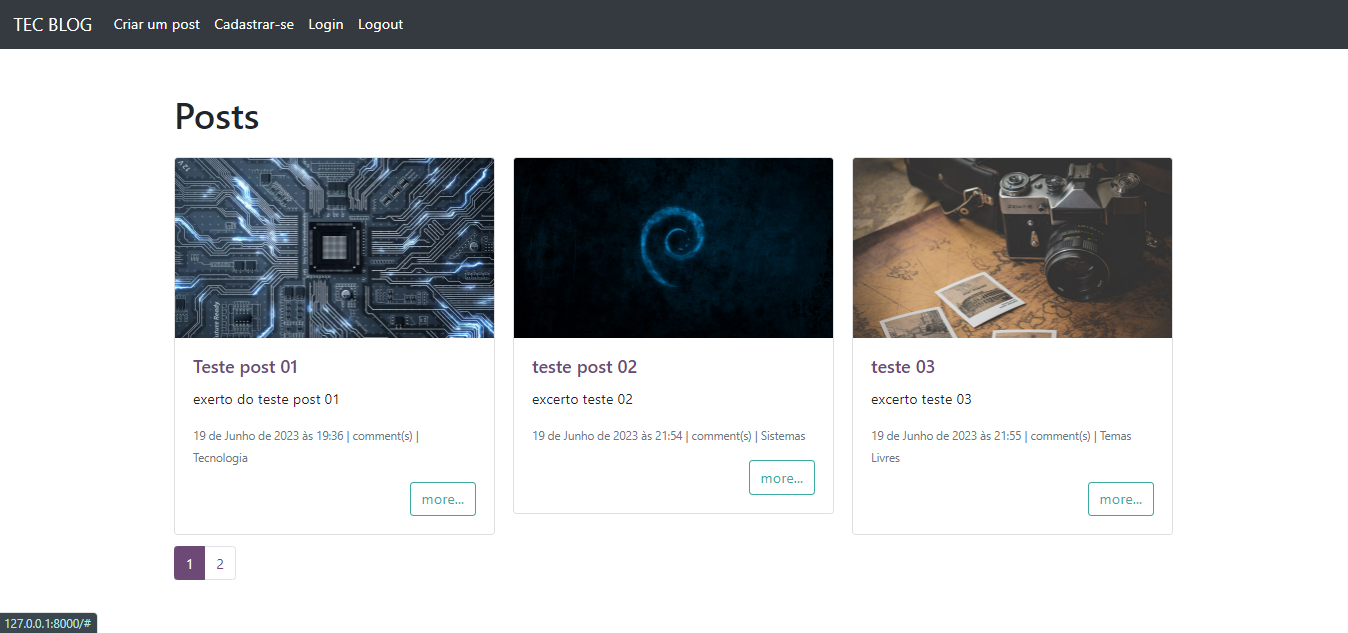 TEC BLOG Criar um post Cadastrar-se Login Logout
Posts
Teste post 01
exerto do teste post 01
19 de Junho de 2023 às 19:36 | comment(s) |
Tecnologia
more...
teste post 02
excerto teste 02
19 de Junho de 2023 às 21:54 | comment(s) | Sistemas
more...
teste 03
excerto teste 03
19 de Junho de 2023 às 21:55 | comment(s) | Temas
Livres
more...
1 2
127.0.0.1:8000/#